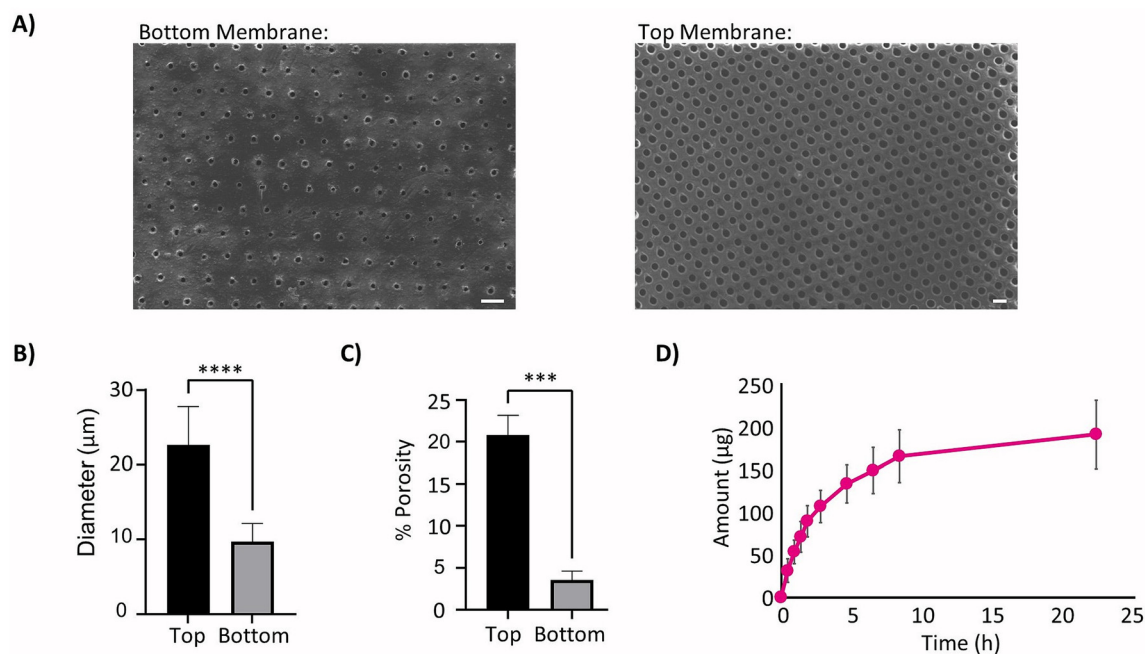 A)
Bottom Membrane:
Top Membrane:
B)
Diameter (µm)
30
20
10
0
****
Top
Bottom
C)
% Porosity
25
20
15
10
5
0
***
Top
Bottom
D)
Amount (µg)
250
200
150
100
50
0
0
5
10
15
20
25
Time (h)